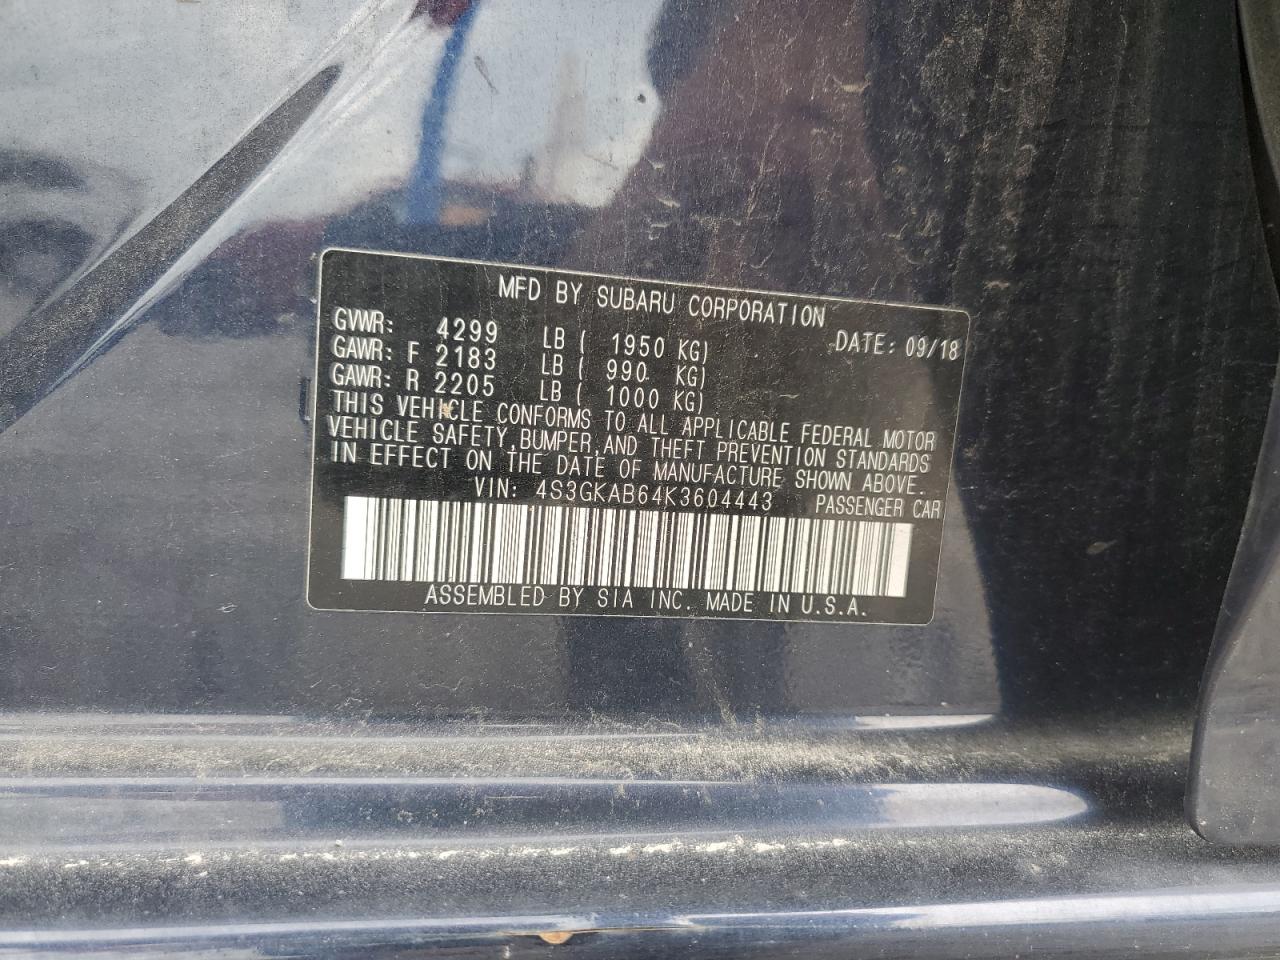 MFD BY SUBARU CORPORATION
GVWR: 4299 LB ( 1950 KG) DATE: 09/18
GAWR: F 2183 LB ( 990 KG)
GAWR: R 2205 LB ( 1000 KG)
THIS VEHICLE CONFORMS TO ALL APPLICABLE FEDERAL MOTOR
VEHICLE SAFETY, BUMPER, AND THEFT PREVENTION STANDARDS
IN EFFECT ON THE DATE OF MANUFACTURE SHOWN ABOVE.
VIN: 4S3GKAB64K3604443 PASSENGER CAR
ASSEMBLED BY SIA INC. MADE IN U.S.A.